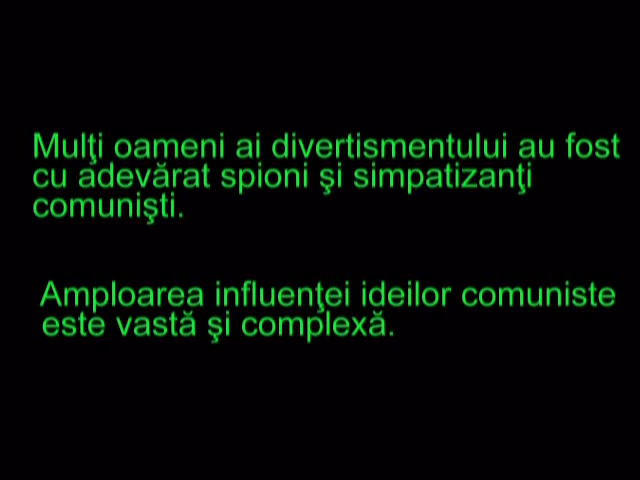 Mulţi oameni ai divertismentului au fost
cu adevărat spioni şi simpatizanţi
comunişti.
Amploarea influenţei ideilor comuniste
este vastă şi complexă.